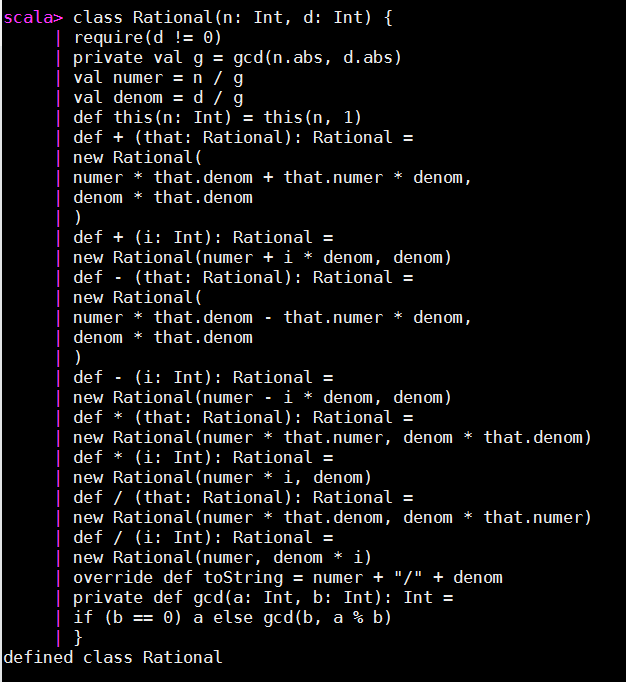 scala> class Rational(n: Int, d: Int) {
| require(d != 0)
| private val g = gcd(n.abs, d.abs)
| val numer = n / g
| val denom = d / g
| def this(n: Int) = this(n, 1)
| def + (that: Rational): Rational =
| new Rational(
| numer * that.denom + that.numer * denom,
| denom * that.denom
| )
| def + (i: Int): Rational =
| new Rational(numer + i * denom, denom)
| def - (that: Rational): Rational =
| new Rational(
| numer * that.denom - that.numer * denom,
| denom * that.denom
| )
| def - (i: Int): Rational =
| new Rational(numer - i * denom, denom)
| def * (that: Rational): Rational =
| new Rational(numer * that.numer, denom * that.denom)
| def * (i: Int): Rational =
| new Rational(numer * i, denom)
| def / (that: Rational): Rational =
| new Rational(numer * that.denom, denom * that.numer)
| def / (i: Int): Rational =
| new Rational(numer, denom * i)
| override def toString = numer + "/" + denom
| private def gcd(a: Int, b: Int): Int =
| if (b == 0) a else gcd(b, a % b)
| }
defined class Rational